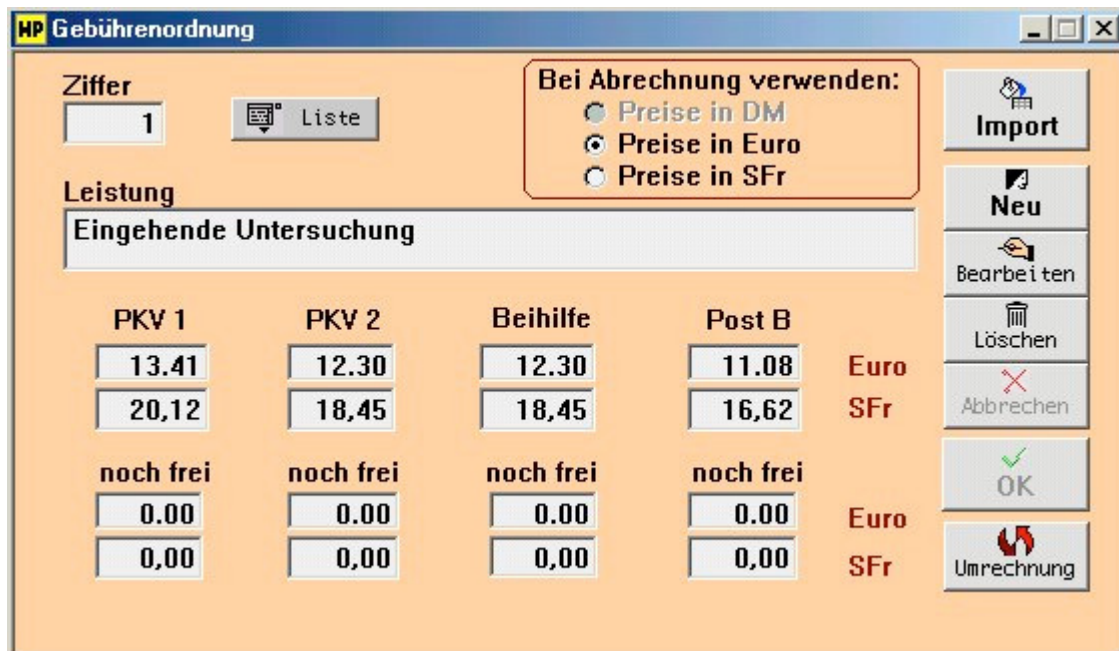 HP Gebührenordnung
Ziffer
1
Liste
Bei Abrechnung verwenden:
Preise in DM
Preise in Euro
Preise in SFr
Leistung
Eingehende Untersuchung
PKV 1 PKV 2 Beihilfe Post B
13.41 12.30 12.30 11.08 Euro
20,12 18,45 18,45 16,62 SFr
noch frei noch frei noch frei noch frei
0.00 0.00 0.00 0.00 Euro
0,00 0,00 0,00 0,00 SFr
Import
Neu
Bearbeiten
Löschen
Abbrechen
OK
Umrechnung